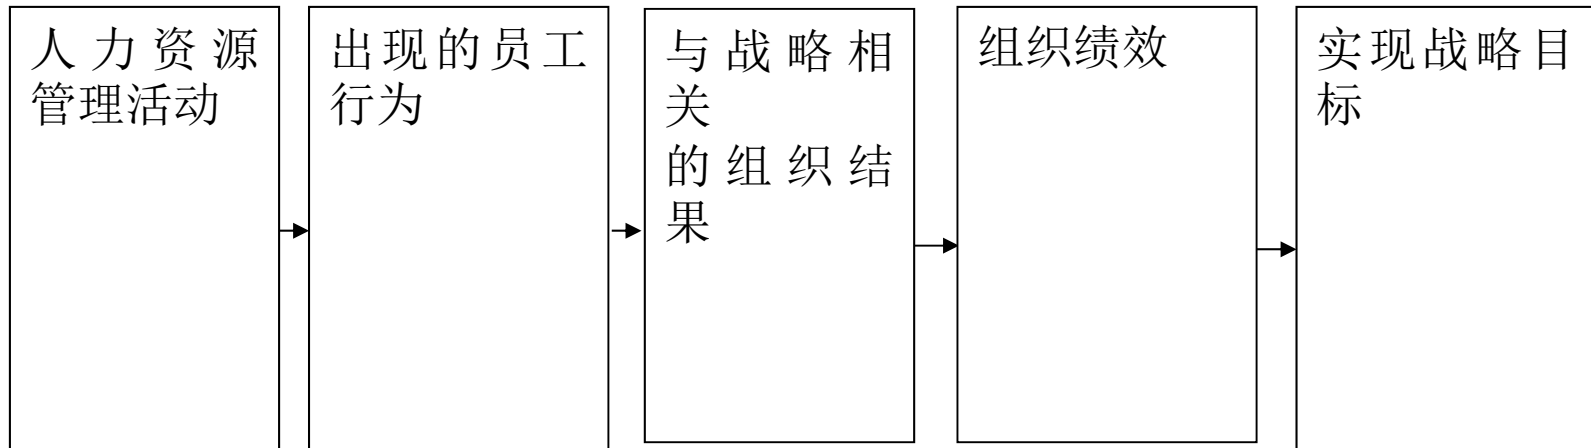 人力资源
管理活动
出现的员工
行为
与战略相
关
的组织结
果
组织绩效
实现战略目
标